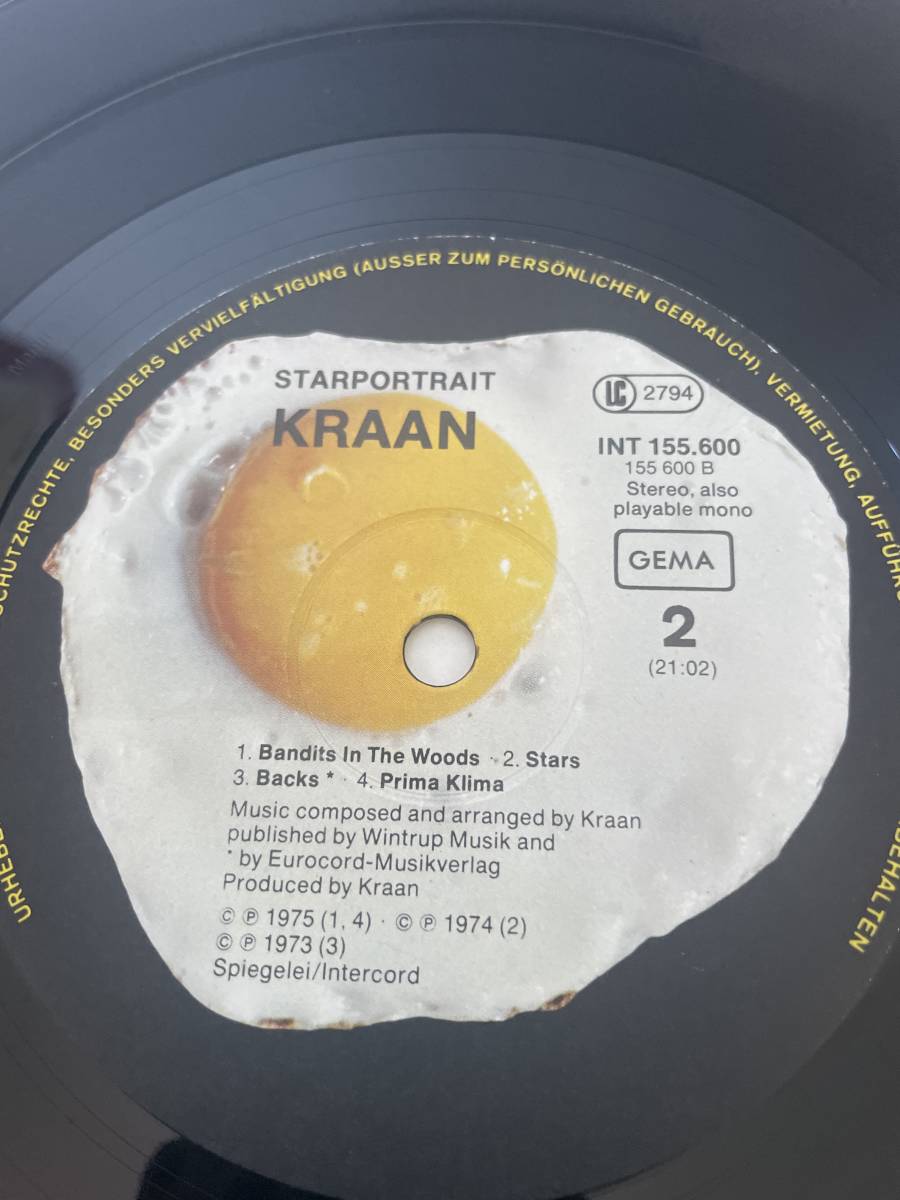 URHEBE
SCHUTZRECHTE, BESONDERS VERVIELFÄLTIGUNG (AUSSER ZUM PERSÖNLICHEN GEBRAUCH), VERMIETUNG, AUFFÜHRU
BEHALTEN
STARPORTRAIT
KRAAN
LC 2794
INT 155.600
155 600 B
Stereo, also
playable mono
GEMA
2
(21:02)
1. Bandits In The Woods · 2. Stars
3. Backs * · 4. Prima Klima
Music composed and arranged by Kraan
published by Wintrup Musik and
* by Eurocord-Musikverlag
Produced by Kraan
© ℗ 1975 (1, 4) · © ℗ 1974 (2)
© ℗ 1973 (3)
Spiegelei/Intercord